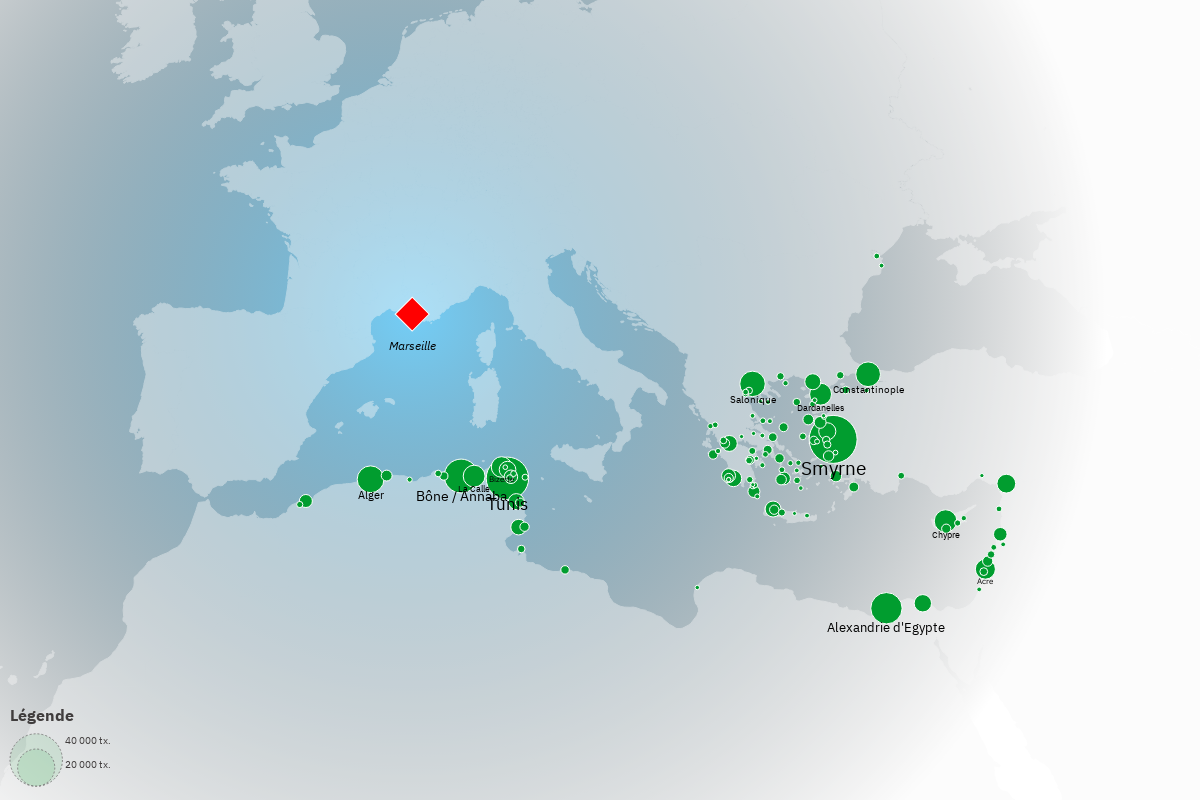 Marseille
Salonique
Constantinople
Dardanelles
Smyrne
Alger
Bône / Annaba
La Calle
Bizerte
Tunis
Chypre
Acre
Alexandrie d'Egypte
Légende
40 000 tx.
20 000 tx.